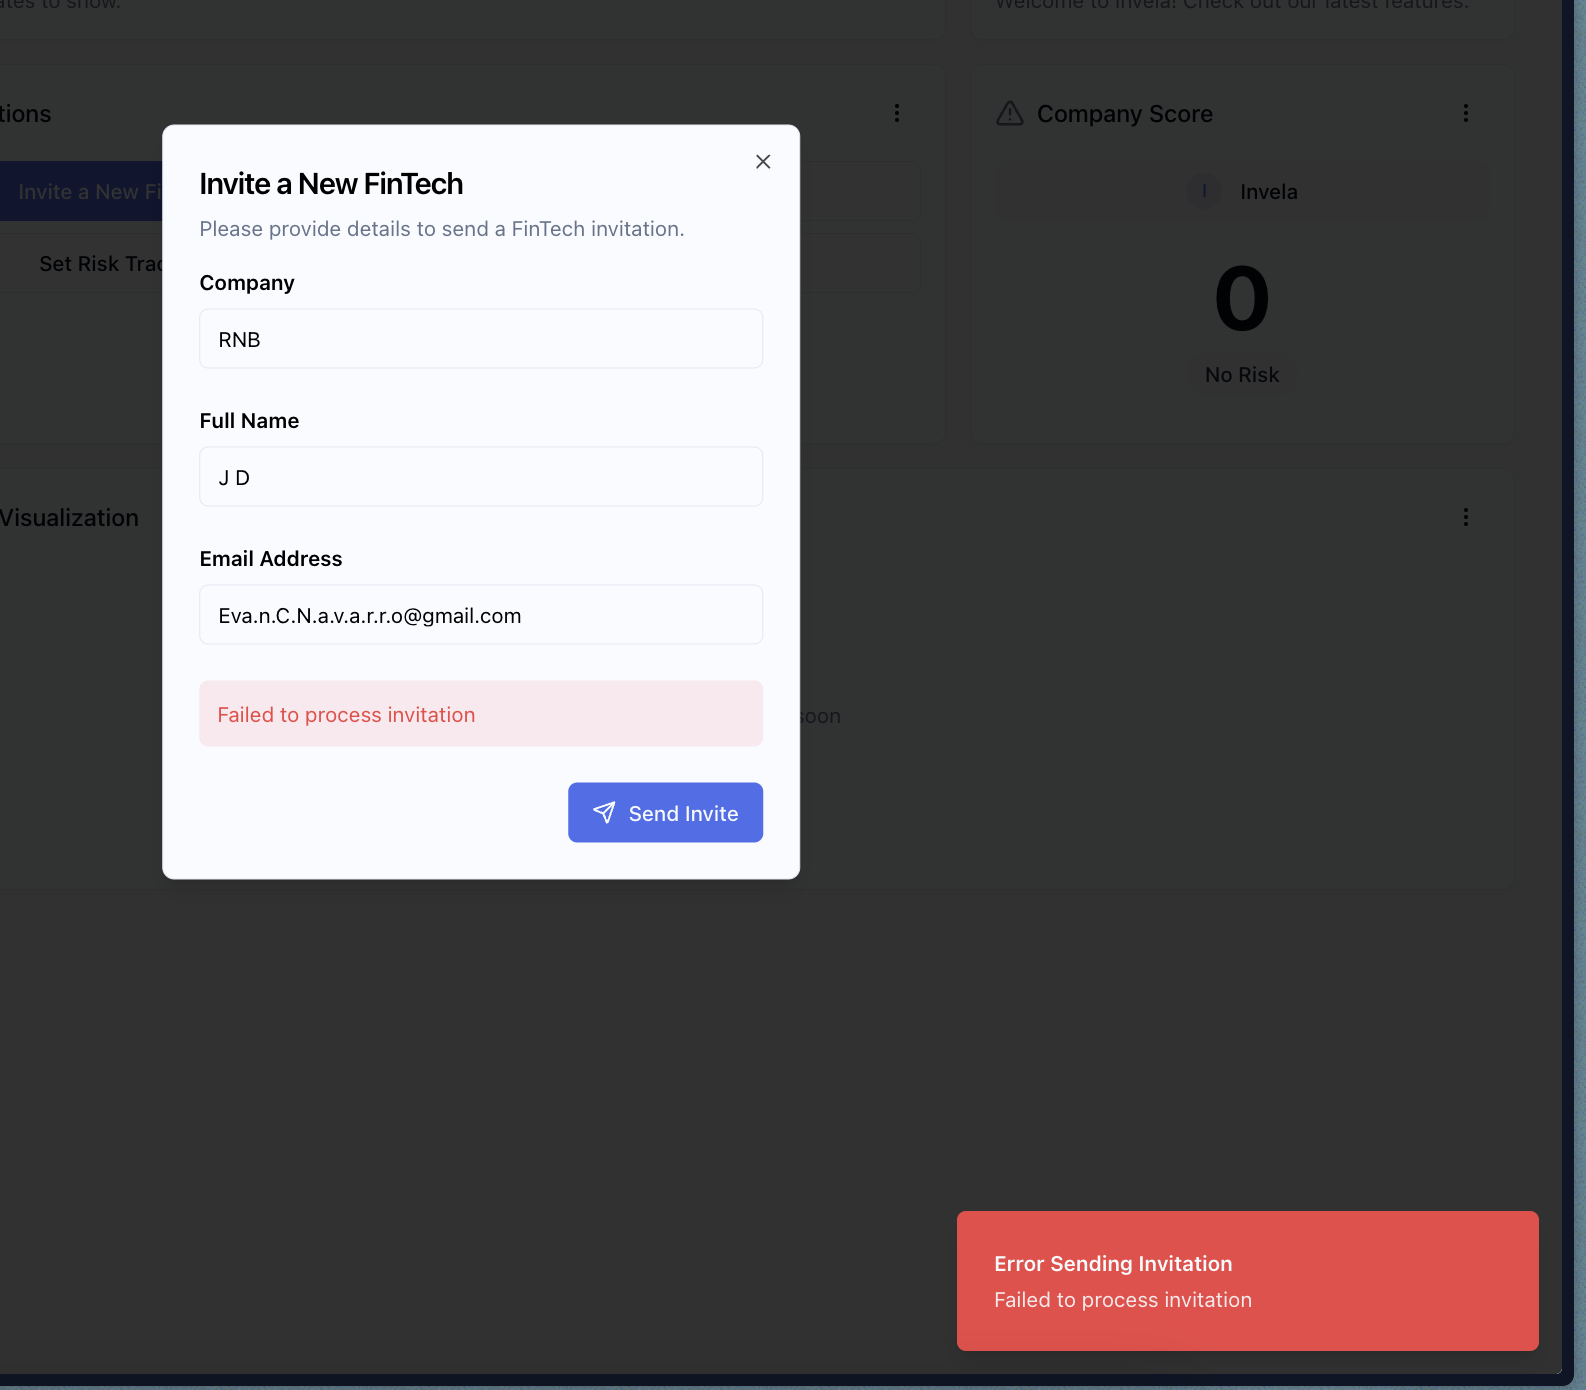 to show.
Welcome to Invela! Check out our latest features.
tions
Company Score
Invite a New Fi
I
Invela
Set Risk Trac
0
No Risk
Visualization
soon
Invite a New FinTech
Please provide details to send a FinTech invitation.
Company
RNB
Full Name
J D
Email Address
Eva.n.C.N.a.v.a.r.r.o@gmail.com
Failed to process invitation
Send Invite
Error Sending Invitation
Failed to process invitation